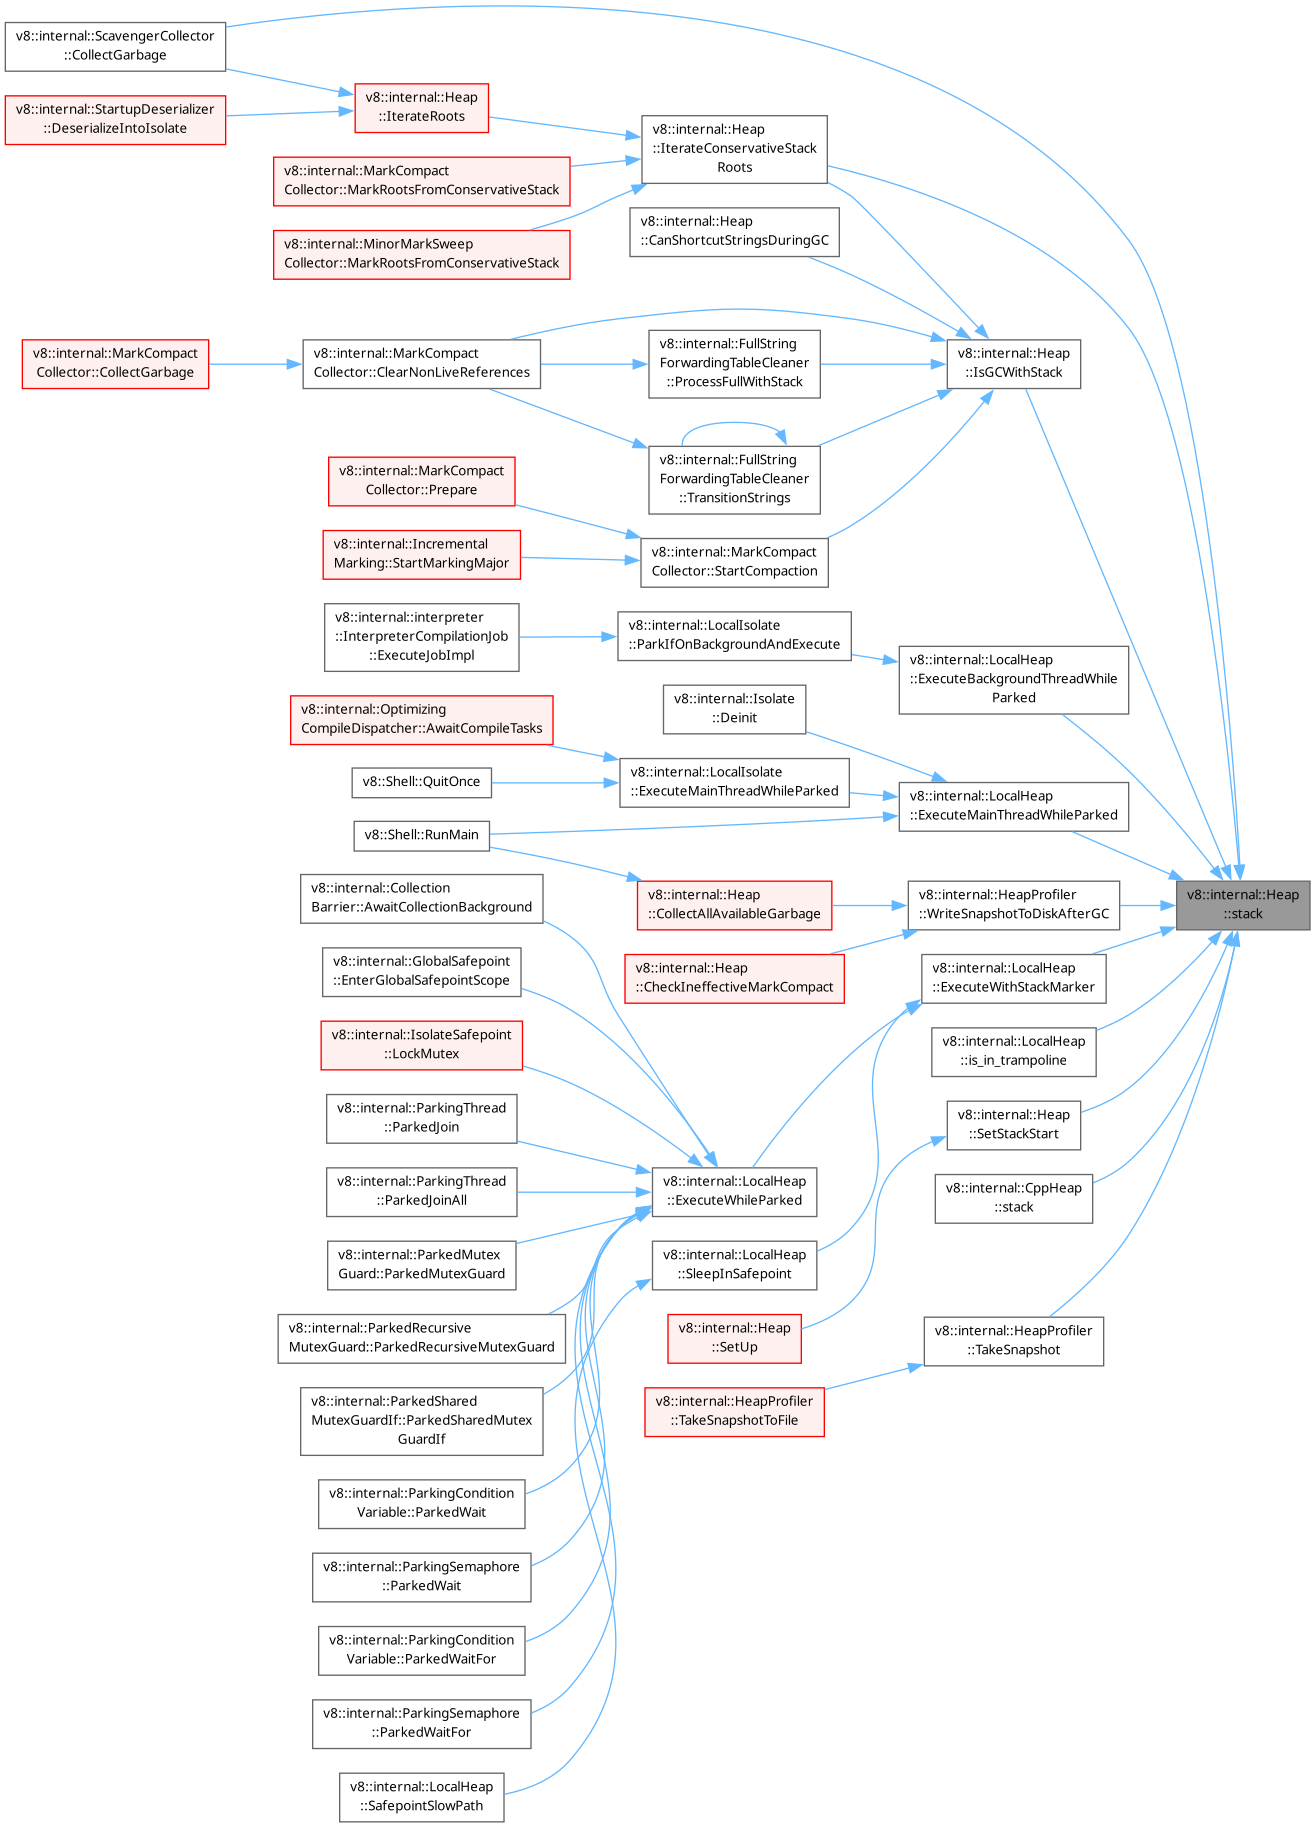 v8::internal::ScavengerCollector
::CollectGarbage
v8::internal::StartupDeserializer
::DeserializeIntoIsolate
v8::internal::Heap
::IterateRoots
v8::internal::Heap
::IterateConservativeStack
Roots
v8::internal::MarkCompact
Collector::MarkRootsFromConservativeStack
v8::internal::MinorMarkSweep
Collector::MarkRootsFromConservativeStack
v8::internal::Heap
::CanShortcutStringsDuringGC
v8::internal::MarkCompact
Collector::CollectGarbage
v8::internal::MarkCompact
Collector::ClearNonLiveReferences
v8::internal::FullString
ForwardingTableCleaner
::ProcessFullWithStack
v8::internal::Heap
::IsGCWithStack
v8::internal::FullString
ForwardingTableCleaner
::TransitionStrings
v8::internal::MarkCompact
Collector::Prepare
v8::internal::Incremental
Marking::StartMarkingMajor
v8::internal::MarkCompact
Collector::StartCompaction
v8::internal::interpreter
::InterpreterCompilationJob
::ExecuteJobImpl
v8::internal::LocalIsolate
::ParkIfOnBackgroundAndExecute
v8::internal::LocalHeap
::ExecuteBackgroundThreadWhile
Parked
v8::internal::Isolate
::Deinit
v8::internal::Optimizing
CompileDispatcher::AwaitCompileTasks
v8::Shell::QuitOnce
v8::internal::LocalIsolate
::ExecuteMainThreadWhileParked
v8::internal::LocalHeap
::ExecuteMainThreadWhileParked
v8::Shell::RunMain
v8::internal::Heap
::CollectAllAvailableGarbage
v8::internal::HeapProfiler
::WriteSnapshotToDiskAfterGC
v8::internal::Heap
::stack
v8::internal::Collection
Barrier::AwaitCollectionBackground
v8::internal::Heap
::CheckIneffectiveMarkCompact
v8::internal::LocalHeap
::ExecuteWithStackMarker
v8::internal::GlobalSafepoint
::EnterGlobalSafepointScope
v8::internal::IsolateSafepoint
::LockMutex
v8::internal::LocalHeap
::is_in_trampoline
v8::internal::ParkingThread
::ParkedJoin
v8::internal::Heap
::SetStackStart
v8::internal::ParkingThread
::ParkedJoinAll
v8::internal::LocalHeap
::ExecuteWhileParked
v8::internal::CppHeap
::stack
v8::internal::ParkedMutex
Guard::ParkedMutexGuard
v8::internal::LocalHeap
::SleepInSafepoint
v8::internal::ParkedRecursive
MutexGuard::ParkedRecursiveMutexGuard
v8::internal::Heap
::SetUp
v8::internal::HeapProfiler
::TakeSnapshot
v8::internal::ParkedShared
MutexGuardIf::ParkedSharedMutex
GuardIf
v8::internal::HeapProfiler
::TakeSnapshotToFile
v8::internal::ParkingCondition
Variable::ParkedWait
v8::internal::ParkingSemaphore
::ParkedWait
v8::internal::ParkingCondition
Variable::ParkedWaitFor
v8::internal::ParkingSemaphore
::ParkedWaitFor
v8::internal::LocalHeap
::SafepointSlowPath